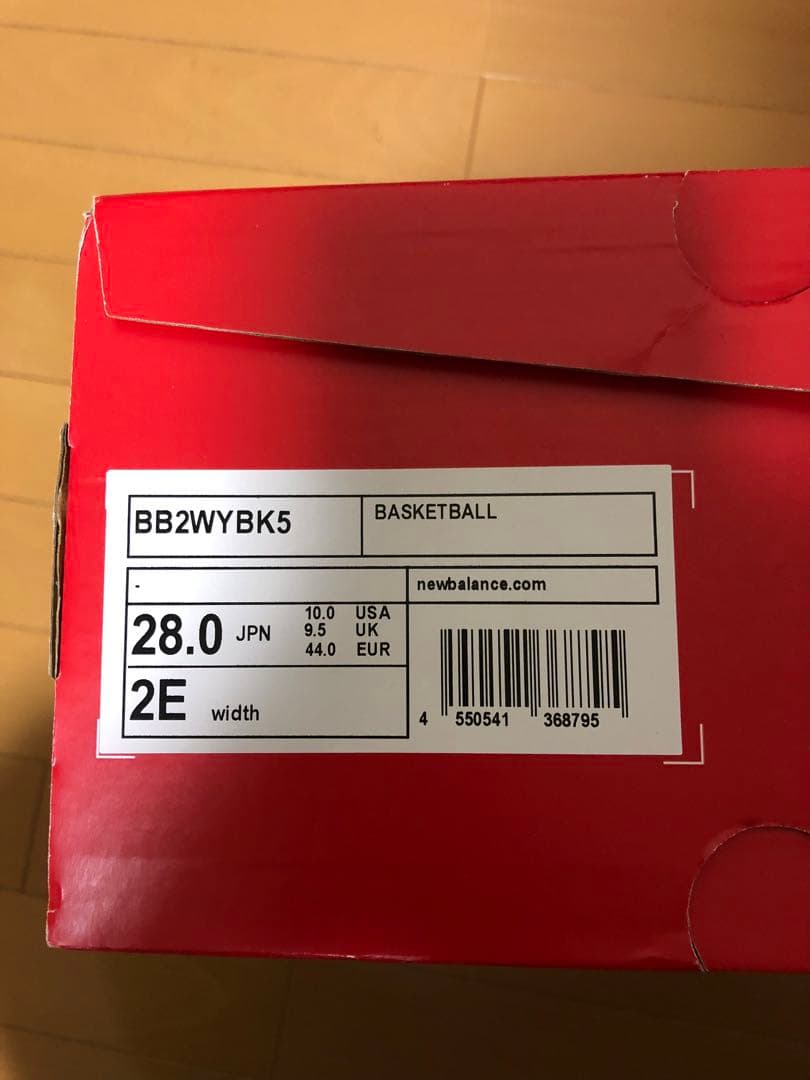 BB2WYBK5
BASKETBALL
-
newbalance.com
28.0 JPN
10.0 USA
9.5 UK
44.0 EUR
2E width
4 550541 368795